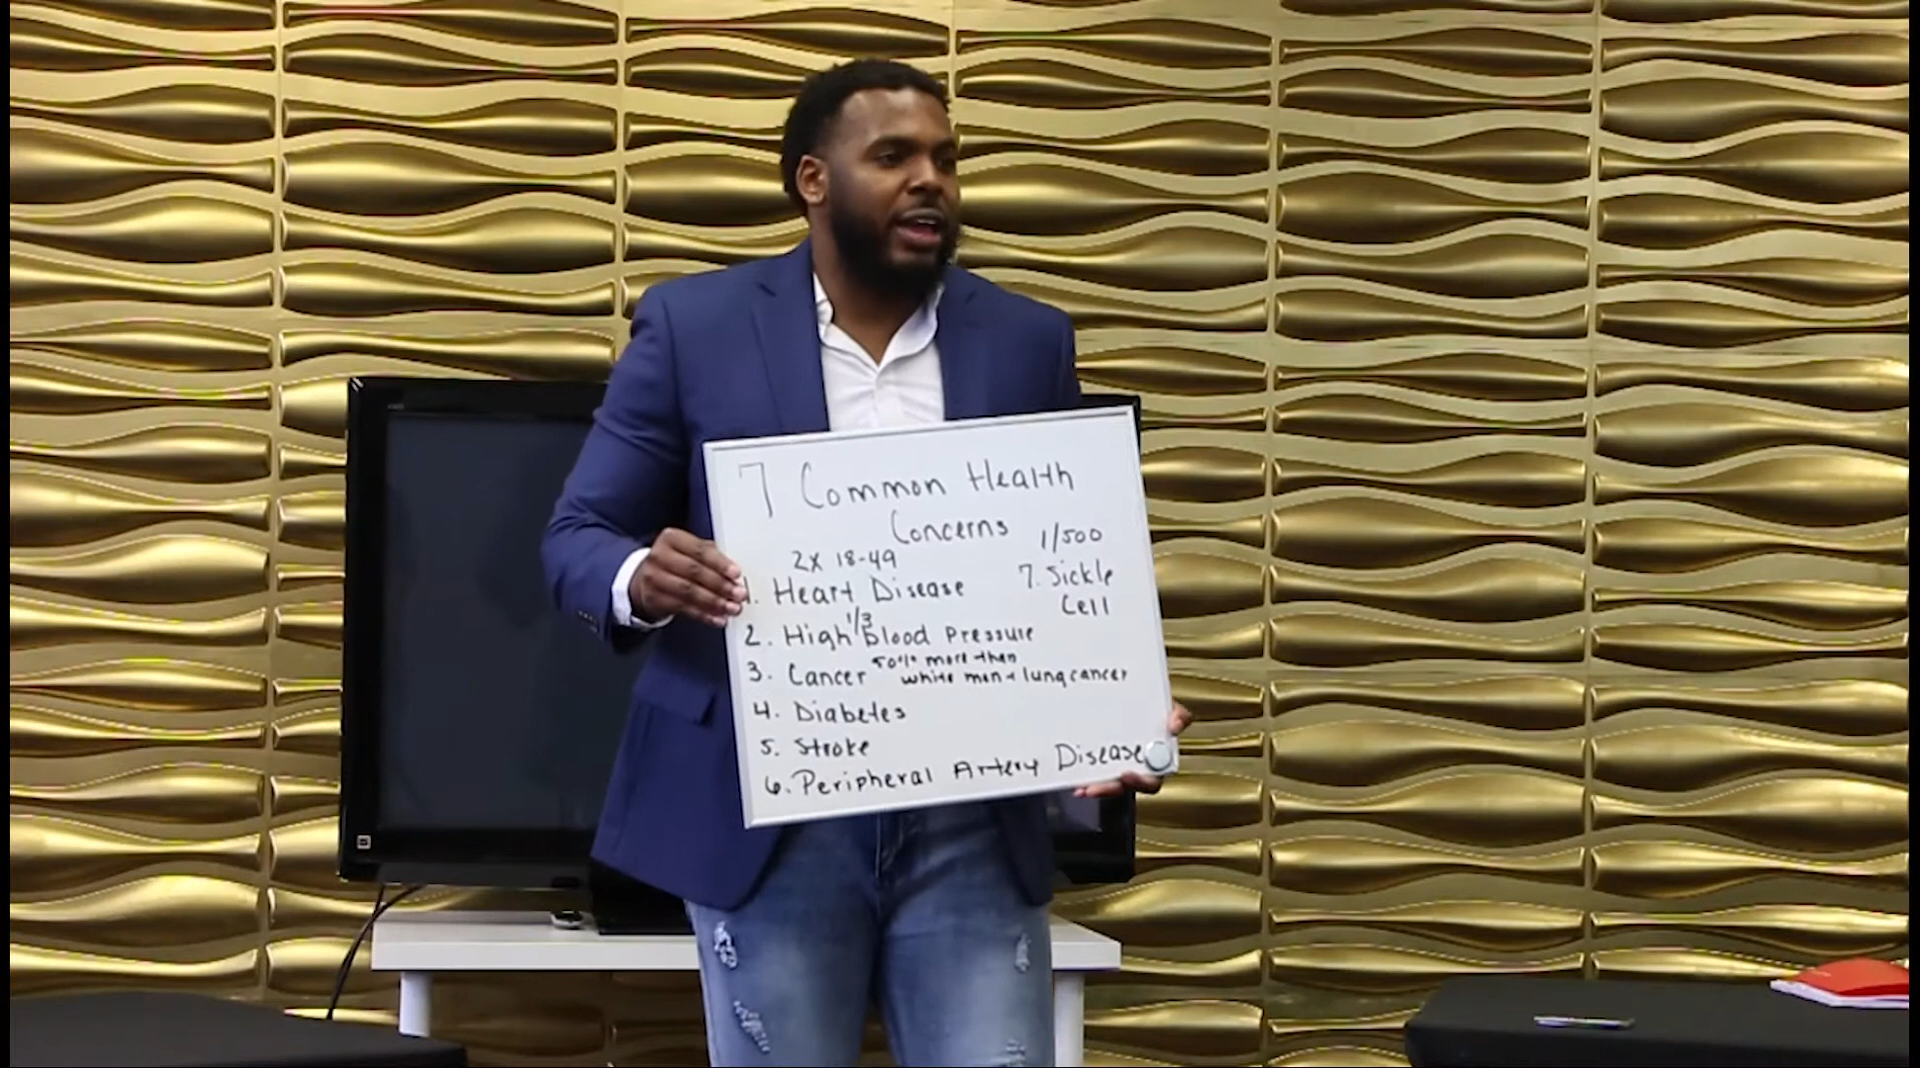 7 Common Health
Concerns
2x 18-49
1. Heart Disease
1/3
2. High blood Pressure
3. Cancer 50% more than
white men + lung cancer
4. Diabetes
5. Stroke
6. Peripheral Artery Disease
1/500
7. Sickle
Cell